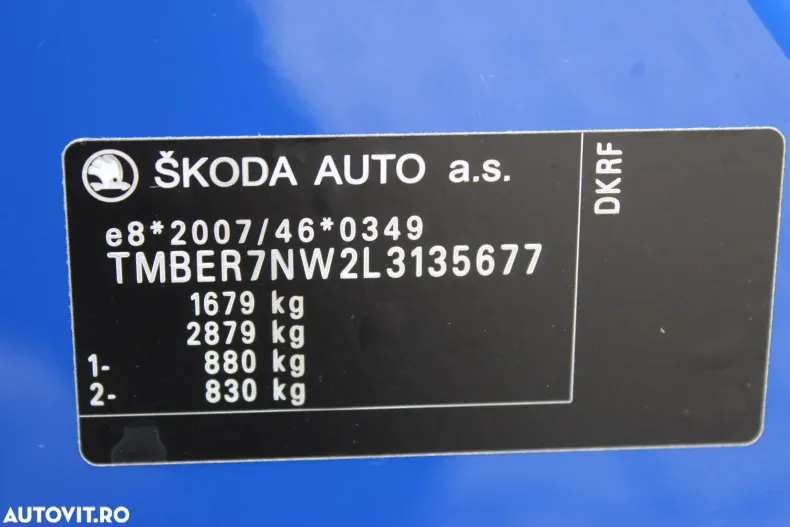 ŠKODA AUTO a.s.
e8*2007/46*0349
TMBER7NW2L3135677
1679 kg
2879 kg
1- 880 kg
2- 830 kg
DKRF
AUTOVIT.RO